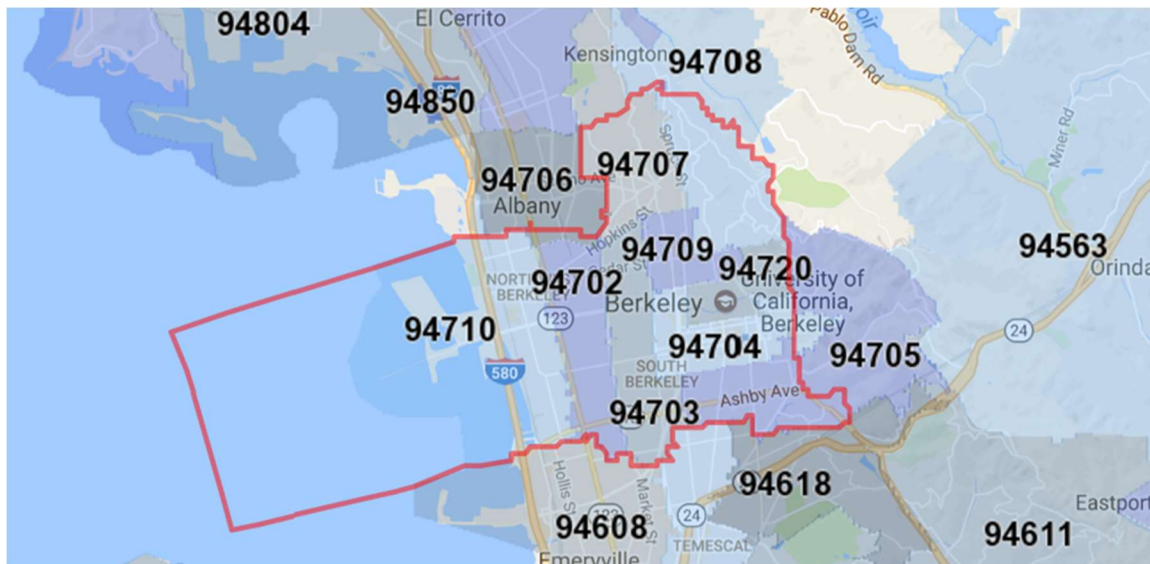 94804
El Cerrito
Kensington
94708
Pablo Dam Rd
94850
94706
Albany
94707
Miner Rd
Hopkins St
94709
94720
94563
Orinda
94702
Cedar St
BERKELEY
University of
California,
Berkeley
Berkeley
123
94710
24
580
94704
SOUTH
BERKELEY
94705
Ashby Ave
94703
Hollis St
Market St
94618
94608
24
TEMESCAL
Emeryville
94611
Eastport